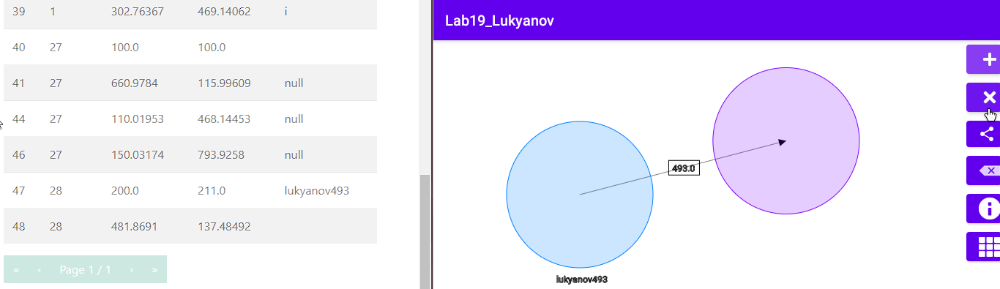 39 1 302.76367 469.14062 i
40 27 100.0 100.0
41 27 660.9784 115.99609 null
44 27 110.01953 468.14453 null
46 27 150.03174 793.9258 null
47 28 200.0 211.0 lukyanov493
48 28 481.8691 137.48492
« ‹ Page 1 / 1 › »
Lab19_Lukyanov
493.0
lukyanov493